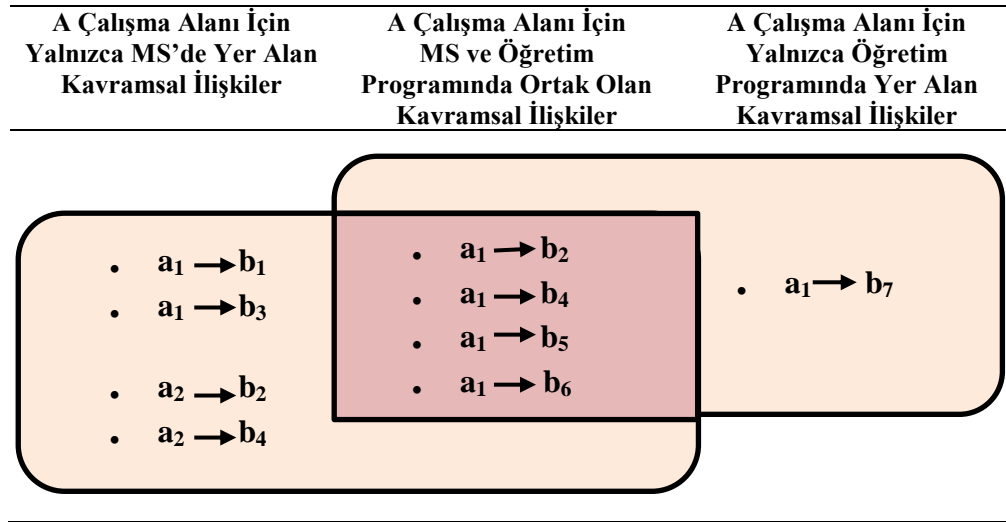 A Çalışma Alanı İçin
Yalnızca MS’de Yer Alan
Kavramsal İlişkiler
A Çalışma Alanı İçin
MS ve Öğretim
Programında Ortak Olan
Kavramsal İlişkiler
A Çalışma Alanı İçin
Yalnızca Öğretim
Programında Yer Alan
Kavramsal İlişkiler
• a₁ → b₁
• a₁ → b₃
• a₂ → b₂
• a₂ → b₄
• a₁ → b₂
• a₁ → b₄
• a₁ → b₅
• a₁ → b₆
• a₁ → b₇